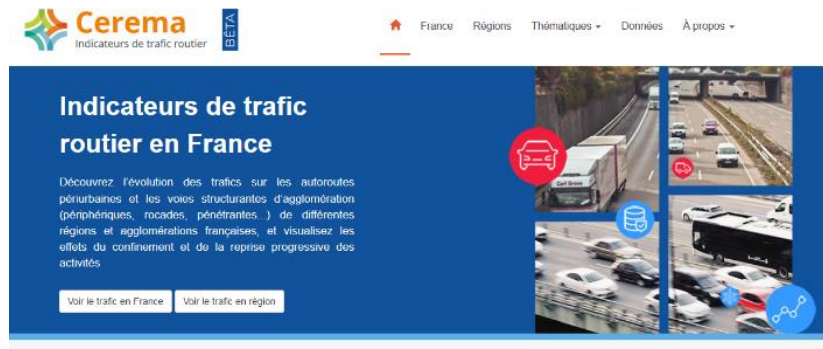 Cerema
Indicateurs de trafic routier
BÊTA
France Régions Thématiques Données À propos
Indicateurs de trafic
routier en France
Découvrez l'évolution des trafics sur les autoroutes
périurbaines et les voies structurantes d'agglomération
(périphériques, rocades, pénétrantes...) de différentes
régions et agglomérations françaises, et visualisez les
effets du confinement et de la reprise progressive des
activités
Voir le trafic en France Voir le trafic en région